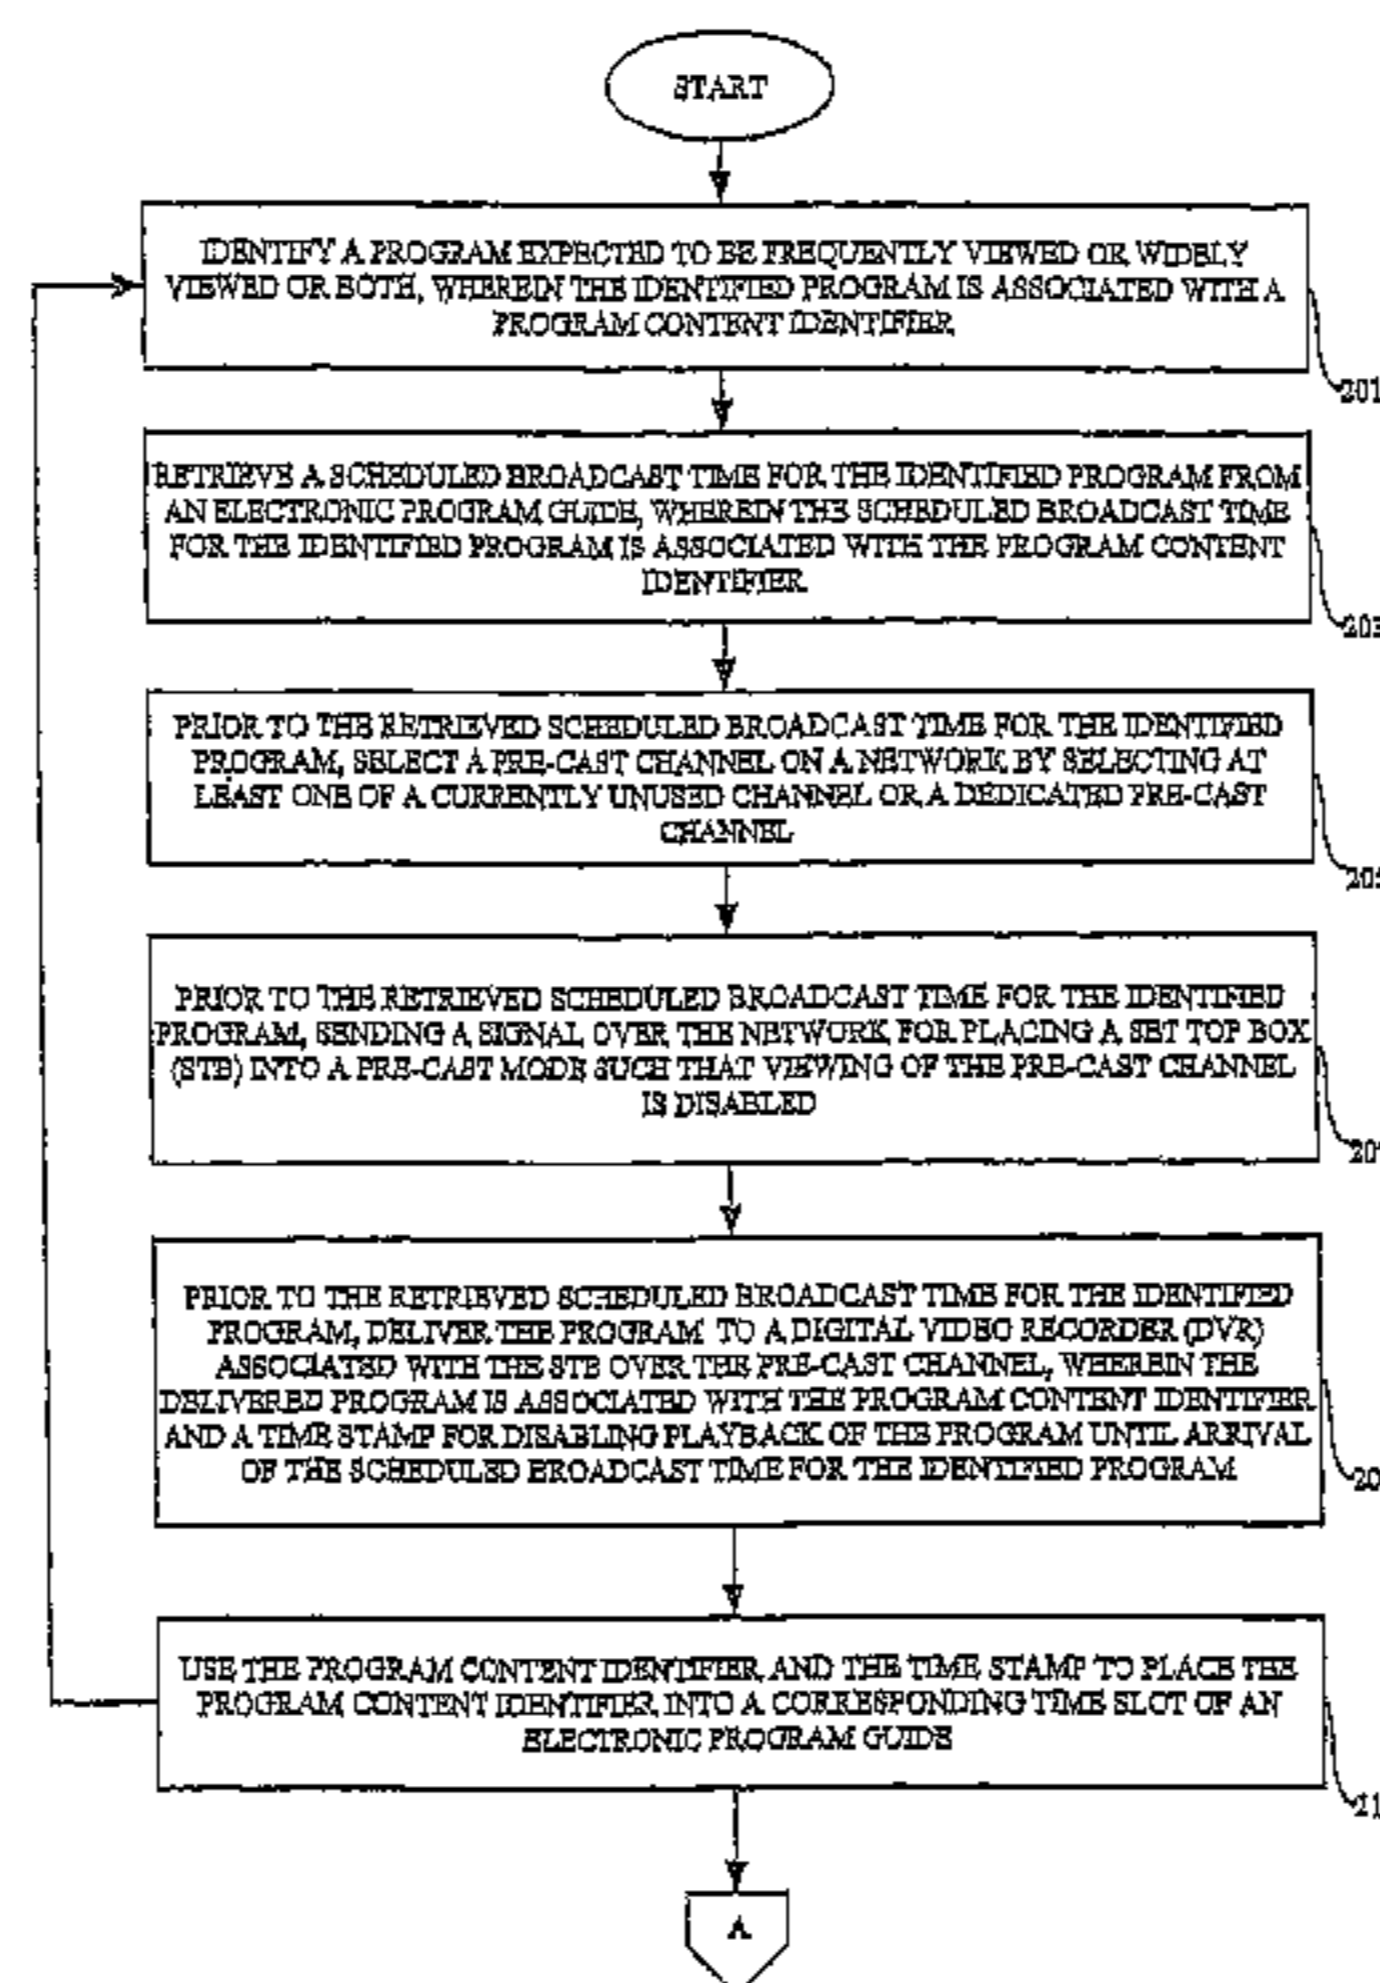 START
IDENTIFY A PROGRAM EXPECTED TO BE FREQUENTLY VIEWED OR WIDELY
VIEWED OR BOTH, WHEREIN THE IDENTIFIED PROGRAM IS ASSOCIATED WITH A
PROGRAM CONTENT IDENTIFIER
201
RETRIEVE A SCHEDULED BROADCAST TIME FOR THE IDENTIFIED PROGRAM FROM
AN ELECTRONIC PROGRAM GUIDE, WHEREIN THE SCHEDULED BROADCAST TIME
FOR THE IDENTIFIED PROGRAM IS ASSOCIATED WITH THE PROGRAM CONTENT
IDENTIFIER
203
PRIOR TO THE RETRIEVED SCHEDULED BROADCAST TIME FOR THE IDENTIFIED
PROGRAM, SELECT A PRE-CAST CHANNEL ON A NETWORK BY SELECTING AT
LEAST ONE OF A CURRENTLY UNUSED CHANNEL OR A DEDICATED PRE-CAST
CHANNEL
205
PRIOR TO THE RETRIEVED SCHEDULED BROADCAST TIME FOR THE IDENTIFIED
PROGRAM, SENDING A SIGNAL OVER THE NETWORK FOR PLACING A SET TOP BOX
(STB) INTO A PRE-CAST MODE SUCH THAT VIEWING OF THE PRE-CAST CHANNEL
IS DISABLED
20
PRIOR TO THE RETRIEVED SCHEDULED BROADCAST TIME FOR THE IDENTIFIED
PROGRAM, DELIVER THE PROGRAM TO A DIGITAL VIDEO RECORDER (DVR)
ASSOCIATED WITH THE STB OVER THE PRE-CAST CHANNEL, WHEREIN THE
DELIVERED PROGRAM IS ASSOCIATED WITH THE PROGRAM CONTENT IDENTIFIER
AND A TIME STAMP FOR DISABLING PLAYBACK OF THE PROGRAM UNTIL ARRIVAL
OF THE SCHEDULED BROADCAST TIME FOR THE IDENTIFIED PROGRAM
20
USE THE PROGRAM CONTENT IDENTIFIER AND THE TIME STAMP TO PLACE THE
PROGRAM CONTENT IDENTIFIER INTO A CORRESPONDING TIME SLOT OF AN
ELECTRONIC PROGRAM GUIDE
21
A